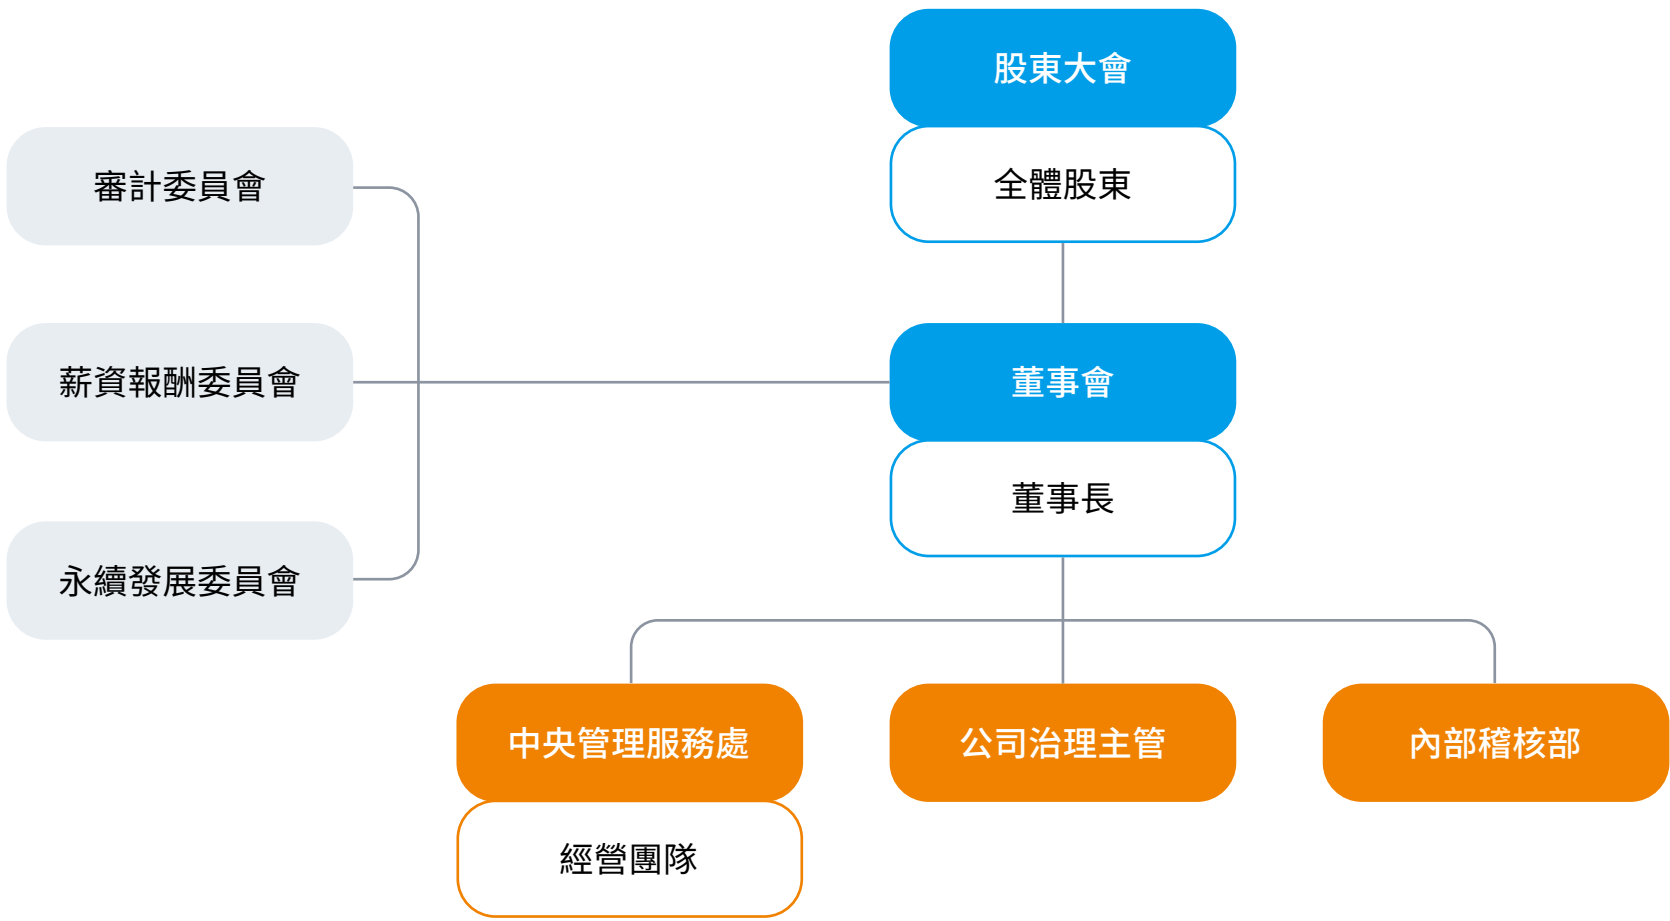 股東大會
全體股東
審計委員會
薪資報酬委員會
董事會
董事長
永續發展委員會
中央管理服務處
公司治理主管
內部稽核部
經營團隊